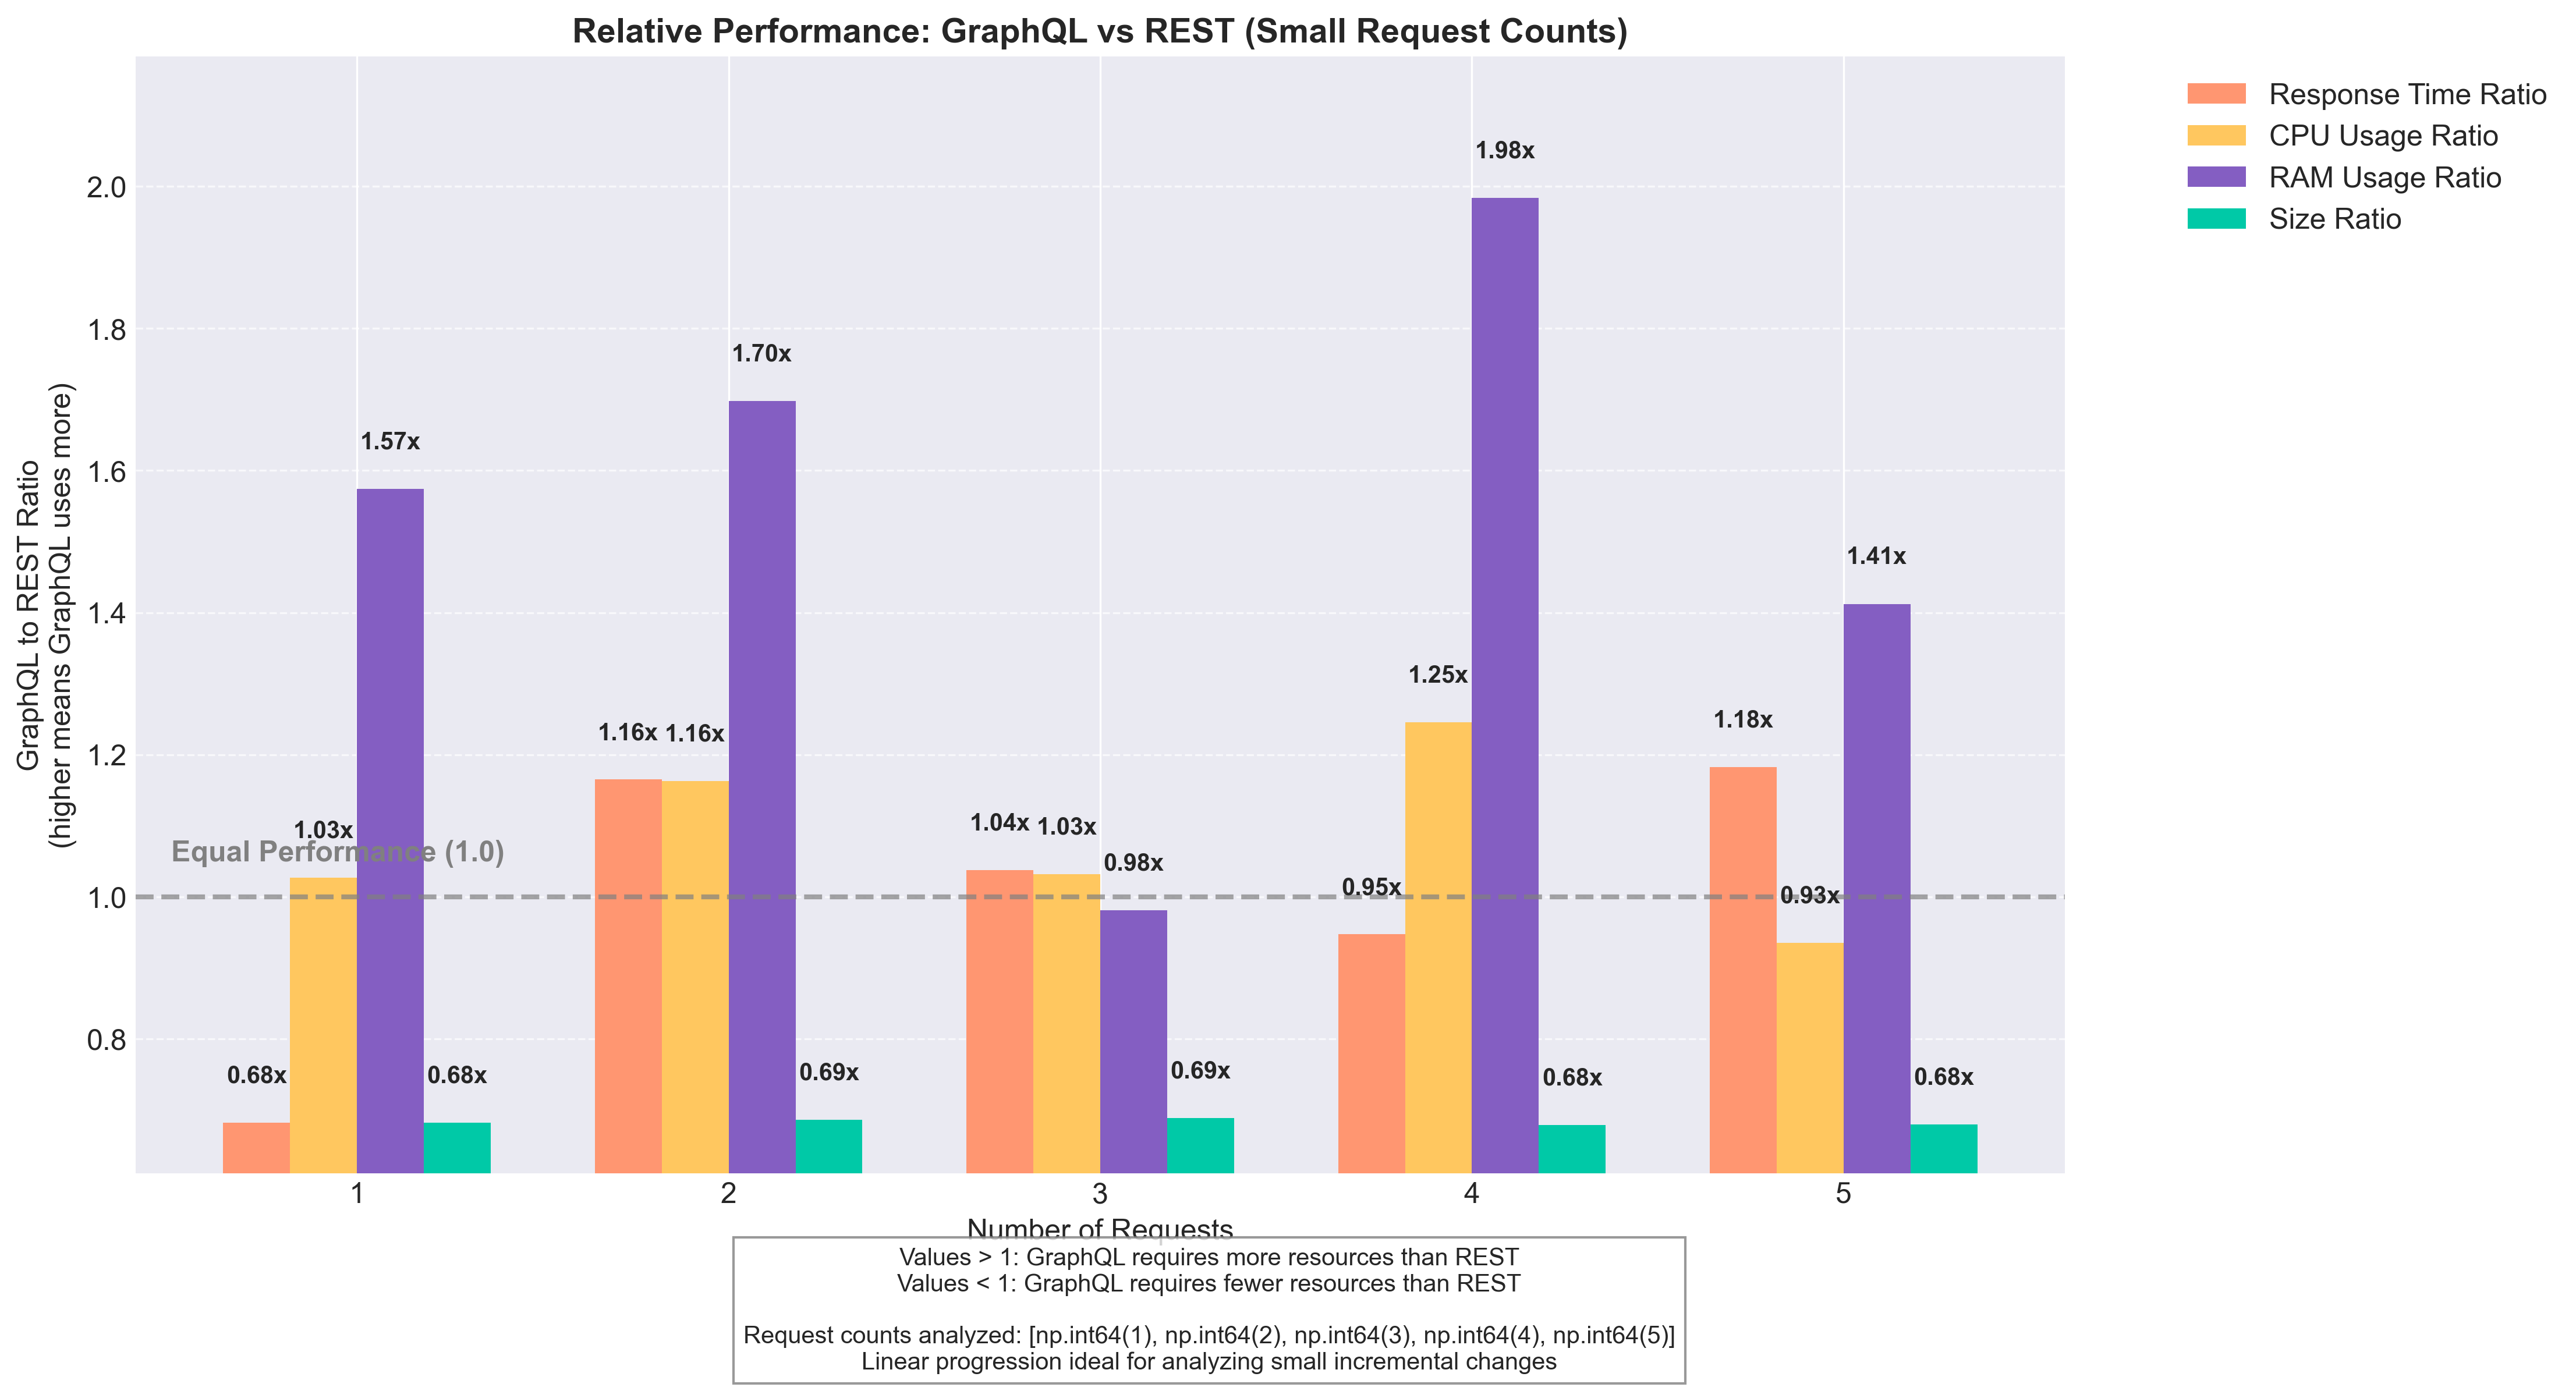 Relative Performance: GraphQL vs REST (Small Request Counts)
Response Time Ratio
CPU Usage Ratio
RAM Usage Ratio
Size Ratio
GraphQL to REST Ratio
(higher means GraphQL uses more)
2.0
1.8
1.6
1.4
1.2
1.0
0.8
Equal Performance (1.0)
0.68x
1.03x
1.57x
0.68x
1.16x
1.16x
1.70x
0.69x
1.04x
1.03x
0.98x
0.69x
0.95x
1.25x
1.98x
0.68x
1.18x
0.93x
1.41x
0.68x
1 2 3 4 5
Number of Requests
Values > 1: GraphQL requires more resources than REST
Values < 1: GraphQL requires fewer resources than REST
Request counts analyzed: [np.int64(1), np.int64(2), np.int64(3), np.int64(4), np.int64(5)]
Linear progression ideal for analyzing small incremental changes